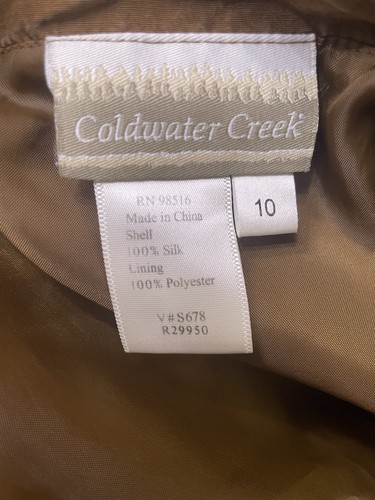 Coldwater Creek
10
RN 98516
Made in China
Shell
100% Silk
Lining
100% Polyester
V#S678
R29950